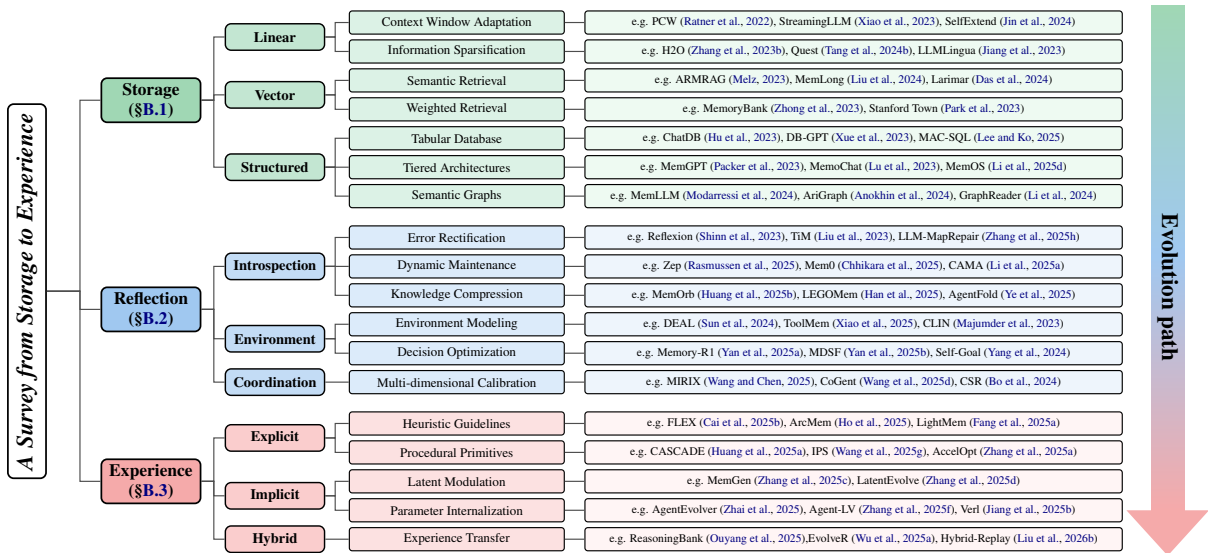 A Survey from Storage to Experience
Storage
(§B.1)
Linear
Context Window Adaptation
e.g. PCW (Ratner et al., 2022), StreamingLLM (Xiao et al., 2023), SelfExtend (Jin et al., 2024)
Information Sparsification
e.g. H2O (Zhang et al., 2023b), Quest (Tang et al., 2024b), LLMLingua (Jiang et al., 2023)
Vector
Semantic Retrieval
e.g. ARMRAG (Melz, 2023), MemLong (Liu et al., 2024), Larimar (Das et al., 2024)
Weighted Retrieval
e.g. MemoryBank (Zhong et al., 2023), Stanford Town (Park et al., 2023)
Structured
Tabular Database
e.g. ChatDB (Hu et al., 2023), DB-GPT (Xue et al., 2023), MAC-SQL (Lee and Ko, 2025)
Tiered Architectures
e.g. MemGPT (Packer et al., 2023), MemoChat (Lu et al., 2023), MemOS (Li et al., 2025d)
Semantic Graphs
e.g. MemLLM (Modarressi et al., 2024), AriGraph (Anokhin et al., 2024), GraphReader (Li et al., 2024)
Reflection
(§B.2)
Introspection
Error Rectification
e.g. Reflexion (Shinn et al., 2023), TiM (Liu et al., 2023), LLM-MapRepair (Zhang et al., 2025h)
Dynamic Maintenance
e.g. Zep (Rasmussen et al., 2025), Mem0 (Chhikara et al., 2025), CAMA (Li et al., 2025a)
Knowledge Compression
e.g. MemOrb (Huang et al., 2025b), LEGOMem (Han et al., 2025), AgentFold (Ye et al., 2025)
Environment
Environment Modeling
e.g. DEAL (Sun et al., 2024), ToolMem (Xiao et al., 2025), CLIN (Majumder et al., 2023)
Decision Optimization
e.g. Memory-R1 (Yan et al., 2025a), MDSF (Yan et al., 2025b), Self-Goal (Yang et al., 2024)
Coordination
Multi-dimensional Calibration
e.g. MIRIX (Wang and Chen, 2025), CoGent (Wang et al., 2025d), CSR (Bo et al., 2024)
Experience
(§B.3)
Explicit
Heuristic Guidelines
e.g. FLEX (Cai et al., 2025b), ArcMem (Ho et al., 2025), LightMem (Fang et al., 2025a)
Procedural Primitives
e.g. CASCADE (Huang et al., 2025a), IPS (Wang et al., 2025g), AccelOpt (Zhang et al., 2025a)
Implicit
Latent Modulation
e.g. MemGen (Zhang et al., 2025c), LatentEvolve (Zhang et al., 2025d)
Parameter Internalization
e.g. AgentEvolver (Zhai et al., 2025), Agent-LV (Zhang et al., 2025f), Verl (Jiang et al., 2025b)
Hybrid
Experience Transfer
e.g. ReasoningBank (Ouyang et al., 2025),EvolveR (Wu et al., 2025a), Hybrid-Replay (Liu et al., 2026b)
Evolution path